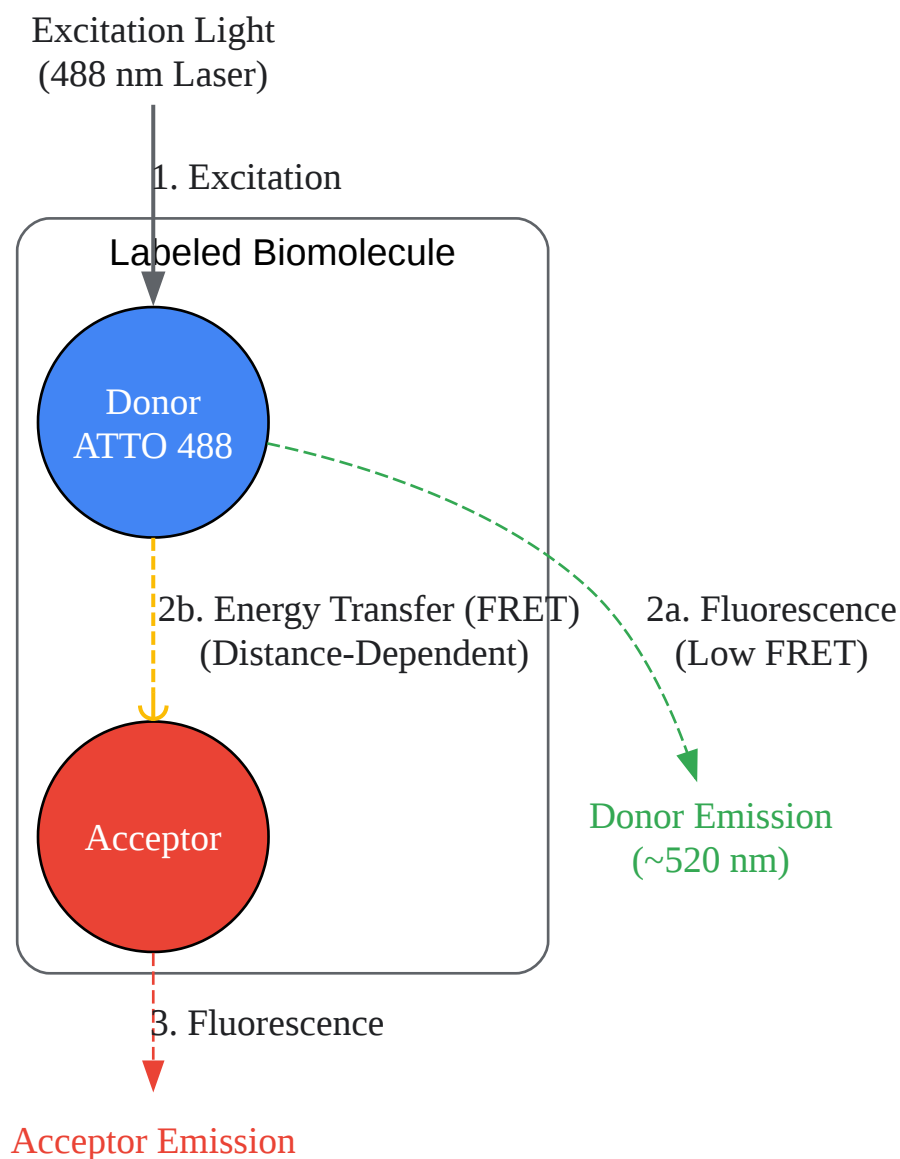 Excitation Light
(488 nm Laser)
1. Excitation
Labeled Biomolecule
Donor
ATTO 488
2b. Energy Transfer (FRET)
(Distance-Dependent)
2a. Fluorescence
(Low FRET)
Donor Emission
(~520 nm)
Acceptor
3. Fluorescence
Acceptor Emission